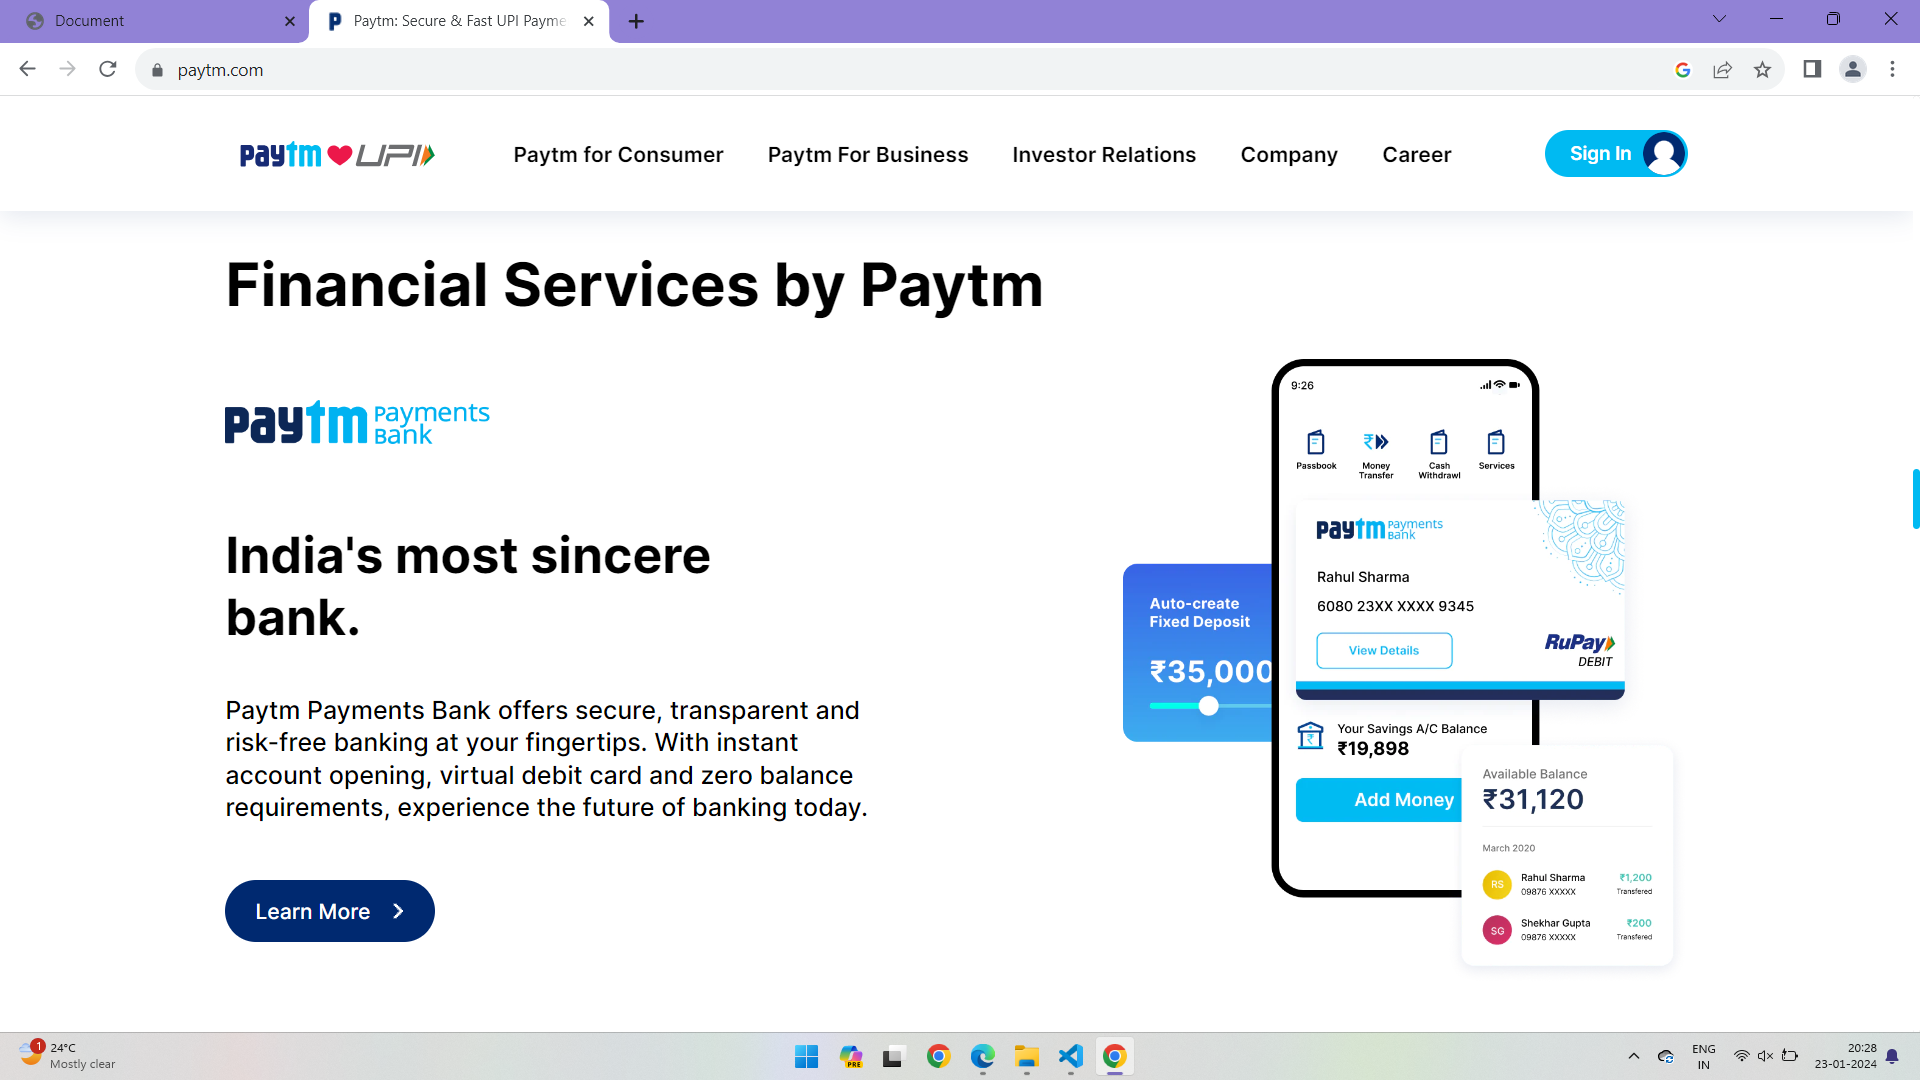 Document
Paytm: Secure & Fast UPI Payme
paytm.com
paytm UPI
Paytm for Consumer
Paytm For Business
Investor Relations
Company
Career
Sign In
Financial Services by Paytm
paytm Payments
Bank
India's most sincere
bank.
Paytm Payments Bank offers secure, transparent and
risk-free banking at your fingertips. With instant
account opening, virtual debit card and zero balance
requirements, experience the future of banking today.
Learn More
9:26
Passbook
Money
Transfer
Cash
Withdrawl
Services
paytm Payments
Bank
Rahul Sharma
6080 23XX XXXX 9345
View Details
RuPay
DEBIT
Auto-create
Fixed Deposit
₹35,000
Your Savings A/C Balance
₹19,898
Add Money
Available Balance
₹31,120
March 2020
RS
Rahul Sharma
₹1,200
09876 XXXXX
Transfered
SG
Shekhar Gupta
₹200
09876 XXXXX
Transfered
1
24°C
Mostly clear
PRE
ENG
IN
20:28
23-01-2024